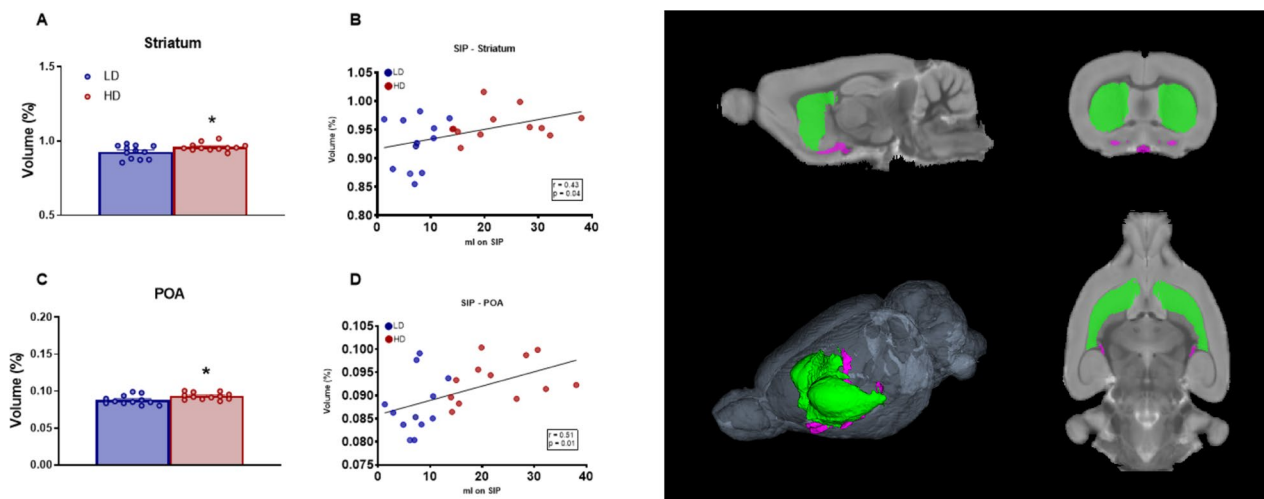 A
Striatum
1.5
1.0
0.5
Volume (%)
LD
HD
*
B
SIP - Striatum
1.05
1.00
0.95
0.90
0.85
0.80
Volume (%)
LD
HD
r = 0.43
p = 0.04
0 10 20 30 40
ml on SIP
C
POA
0.20
0.15
0.10
0.05
0.00
Volume (%)
*
D
SIP - POA
0.105
0.100
0.095
0.090
0.085
0.080
0.075
Volume (%)
LD
HD
r = 0.51
p = 0.01
0 10 20 30 40
ml on SIP